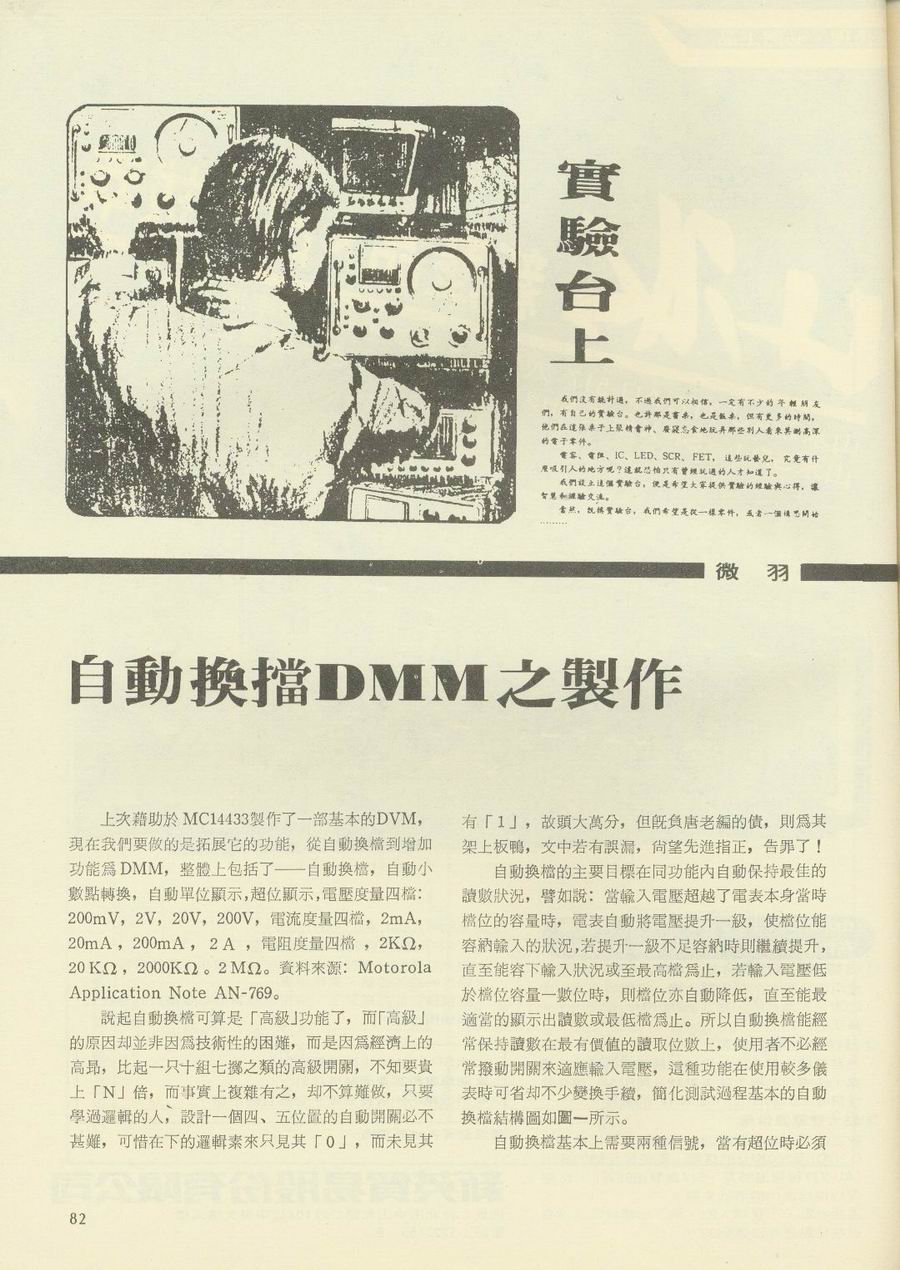 實驗台上
我們沒有統計過，不過我們可以相信，一定有不少的年輕朋友
們，有自己的實驗台。也許那是書桌，也是飯桌，但有更多的時間，
他們在這張桌子上聚精會神、廢寢忘食地玩弄那些別人看來莫測高深
的電子零件。
電容、電阻、IC、LED、SCR、FET，這些玩藝兒，究竟有什
麼吸引人的地方呢？這就恐怕只有曾經玩過的人才知道了。
我們設立這個實驗台，便是希望大家提供實驗的經驗與心得，讓
智慧和經驗交流。
當然，既稱實驗台，我們希望是從一樣零件，或者一個構思開始
………
微　羽
自動換擋DMM之製作
上次藉助於MC14433製作了一部基本的DVM，
現在我們要做的是拓展它的功能，從自動換檔到增加
功能爲DMM，整體上包括了——自動換檔，自動小
數點轉換，自動單位顯示，超位顯示，電壓度量四檔：
200mV，2V，20V，200V，電流度量四檔，2mA，
20mA，200mA，2A，電阻度量四檔，2KΩ，
20KΩ，2000KΩ。2MΩ。資料來源：Motorola
Application Note AN-769。
說起自動換檔可算是「高級」功能了，而「高級」
的原因却並非因爲技術性的困難，而是因爲經濟上的
高昻，比起一只十組七擲之類的高級開關，不知要貴
上「N」倍，而事實上複雜有之，却不算難做，只要
學過邏輯的人，設計一個四、五位置的自動開關必不
甚難，可惜在下的邏輯素來只見其「0」，而未見其
有「1」，故頭大萬分，但旣負唐老編的債，則爲其
架上板鴨，文中若有誤漏，尙望先進指正，告罪了！
自動換檔的主要目標在同功能內自動保持最佳的
讀數狀況，譬如說：當輸入電壓超越了電表本身當時
檔位的容量時，電表自動將電壓提升一級，使檔位能
容納輸入的狀況，若提升一級不足容納時則繼續提升，
直至能容下輸入狀況或至最高檔爲止，若輸入電壓低
於檔位容量一數位時，則檔位亦自動降低，直至能最
適當的顯示出讀數或最低檔爲止。所以自動換檔能經
常保持讀數在最有價值的讀取位數上，使用者不必經
常撥動開關來適應輸入電壓，這種功能在使用較多儀
表時可省却不少變換手續，簡化測試過程基本的自動
換檔結構圖如圖一所示。
自動換檔基本上需要兩種信號，當有超位時必須
82